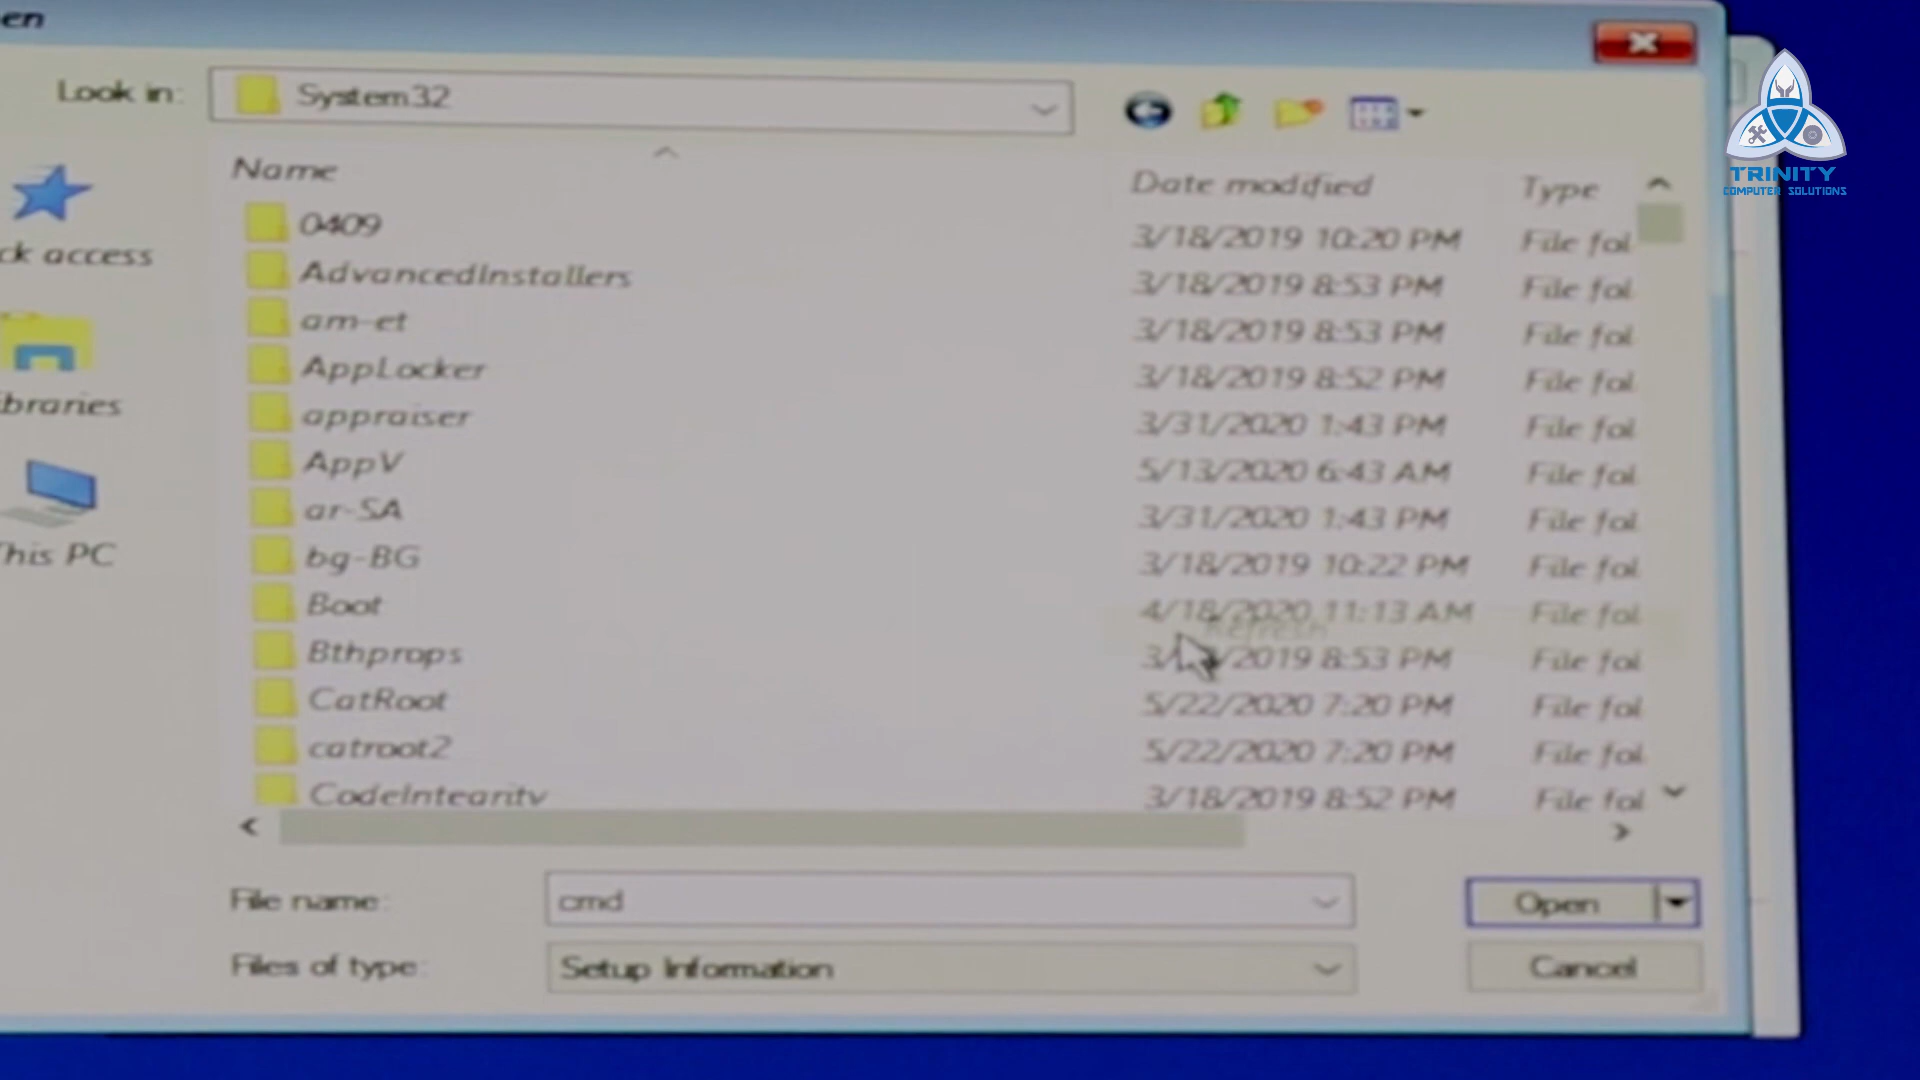 en
Look in: System32
TRINITY
COMPUTER SOLUTIONS
Name Date modified Type
0409 3/18/2019 10:20 PM File fol
AdvancedInstallers 3/18/2019 8:53 PM File fol
am-et 3/18/2019 8:53 PM File fol
AppLocker 3/18/2019 8:52 PM File fol
appraiser 3/31/2020 1:43 PM File fol
AppV 5/13/2020 6:43 AM File fol
ar-SA 3/31/2020 1:43 PM File fol
bg-BG 3/18/2019 10:22 PM File fol
Boot 4/18/2020 11:13 AM File fol
Refresh
Bthprops 3/ /2019 8:53 PM File fol
CatRoot 5/22/2020 7:20 PM File fol
catroot2 5/22/2020 7:20 PM File fol
CodeIntegrity 3/18/2019 8:52 PM File fol
ck access
ibraries
This PC
File name: cmd Open
Files of type: Setup Information Cancel